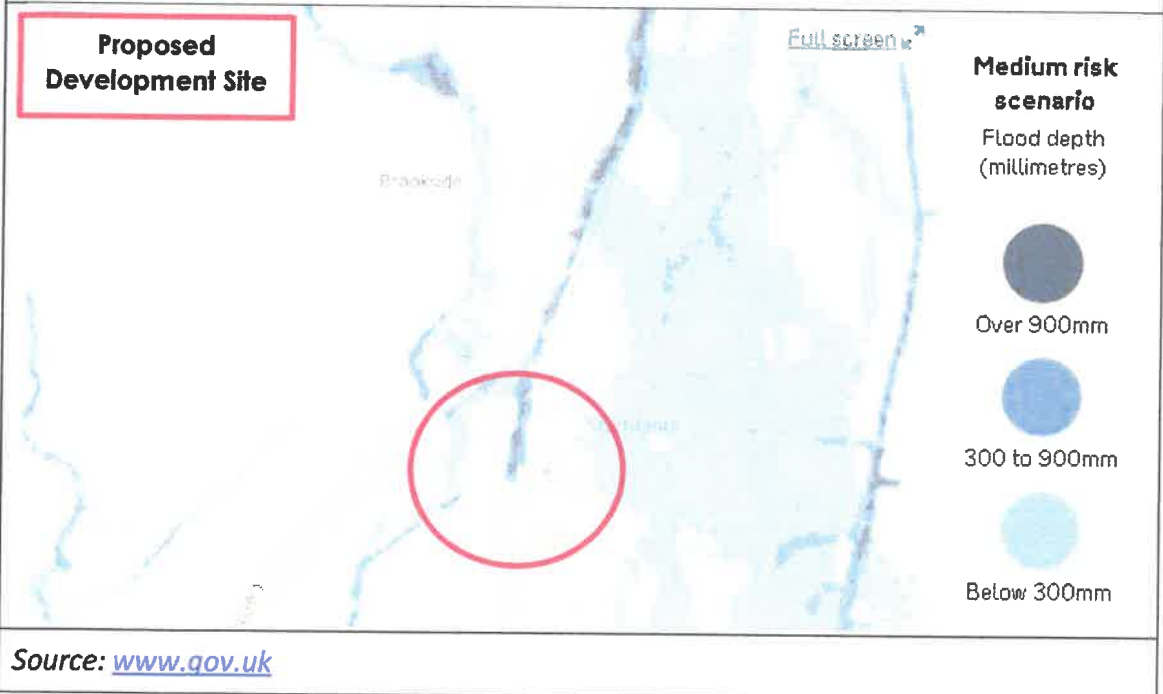 Proposed
Development Site
Full screen
Medium risk
scenario
Flood depth
(millimetres)
Brookside
Over 900mm
300 to 900mm
Below 300mm
Source: www.gov.uk